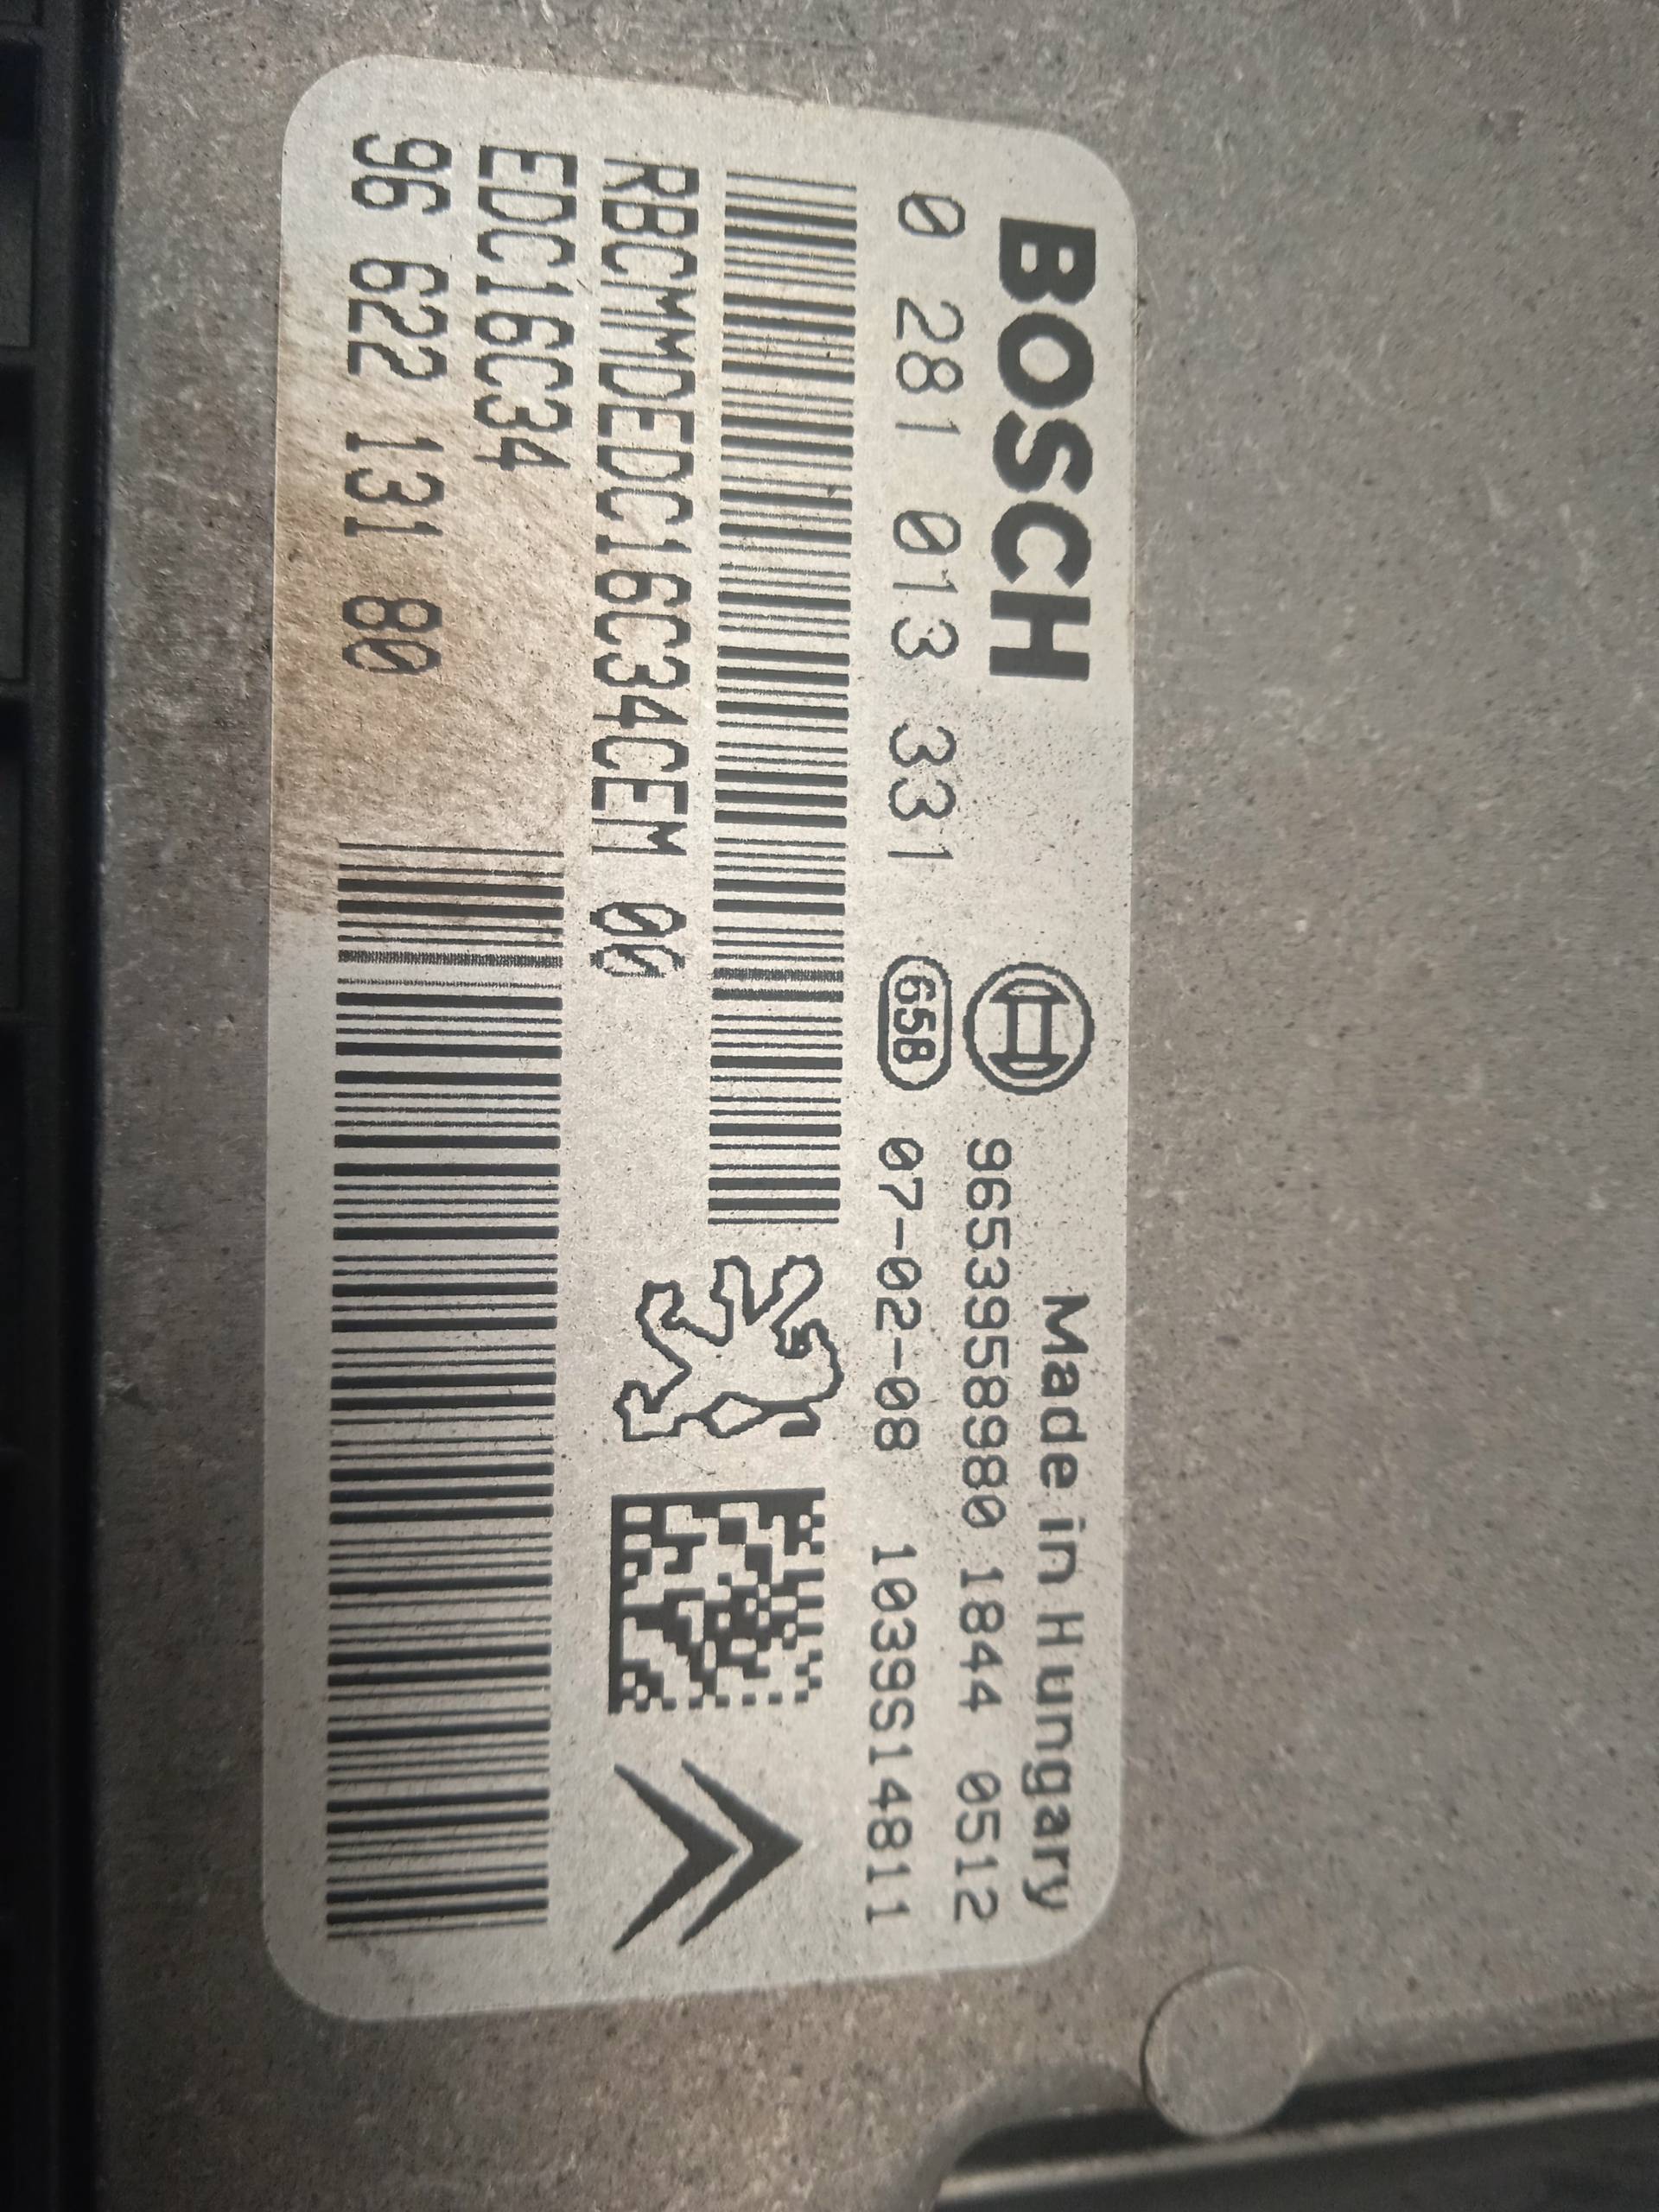 BOSCH
Made in Hungary
9653958980 1844 0512
0 281 013 331
658
07-02-08 1039S14811
RBCMMDEDC16C34CEM 00
EDC16C34
96 622 131 80